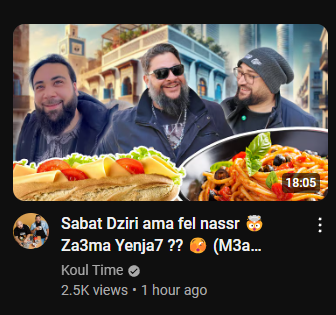 18:05
Sabat Dziri ama fel nassr 🤯
Za3ma Yenja7 ?? 🥵 (M3a...
Koul Time
2.5K views • 1 hour ago